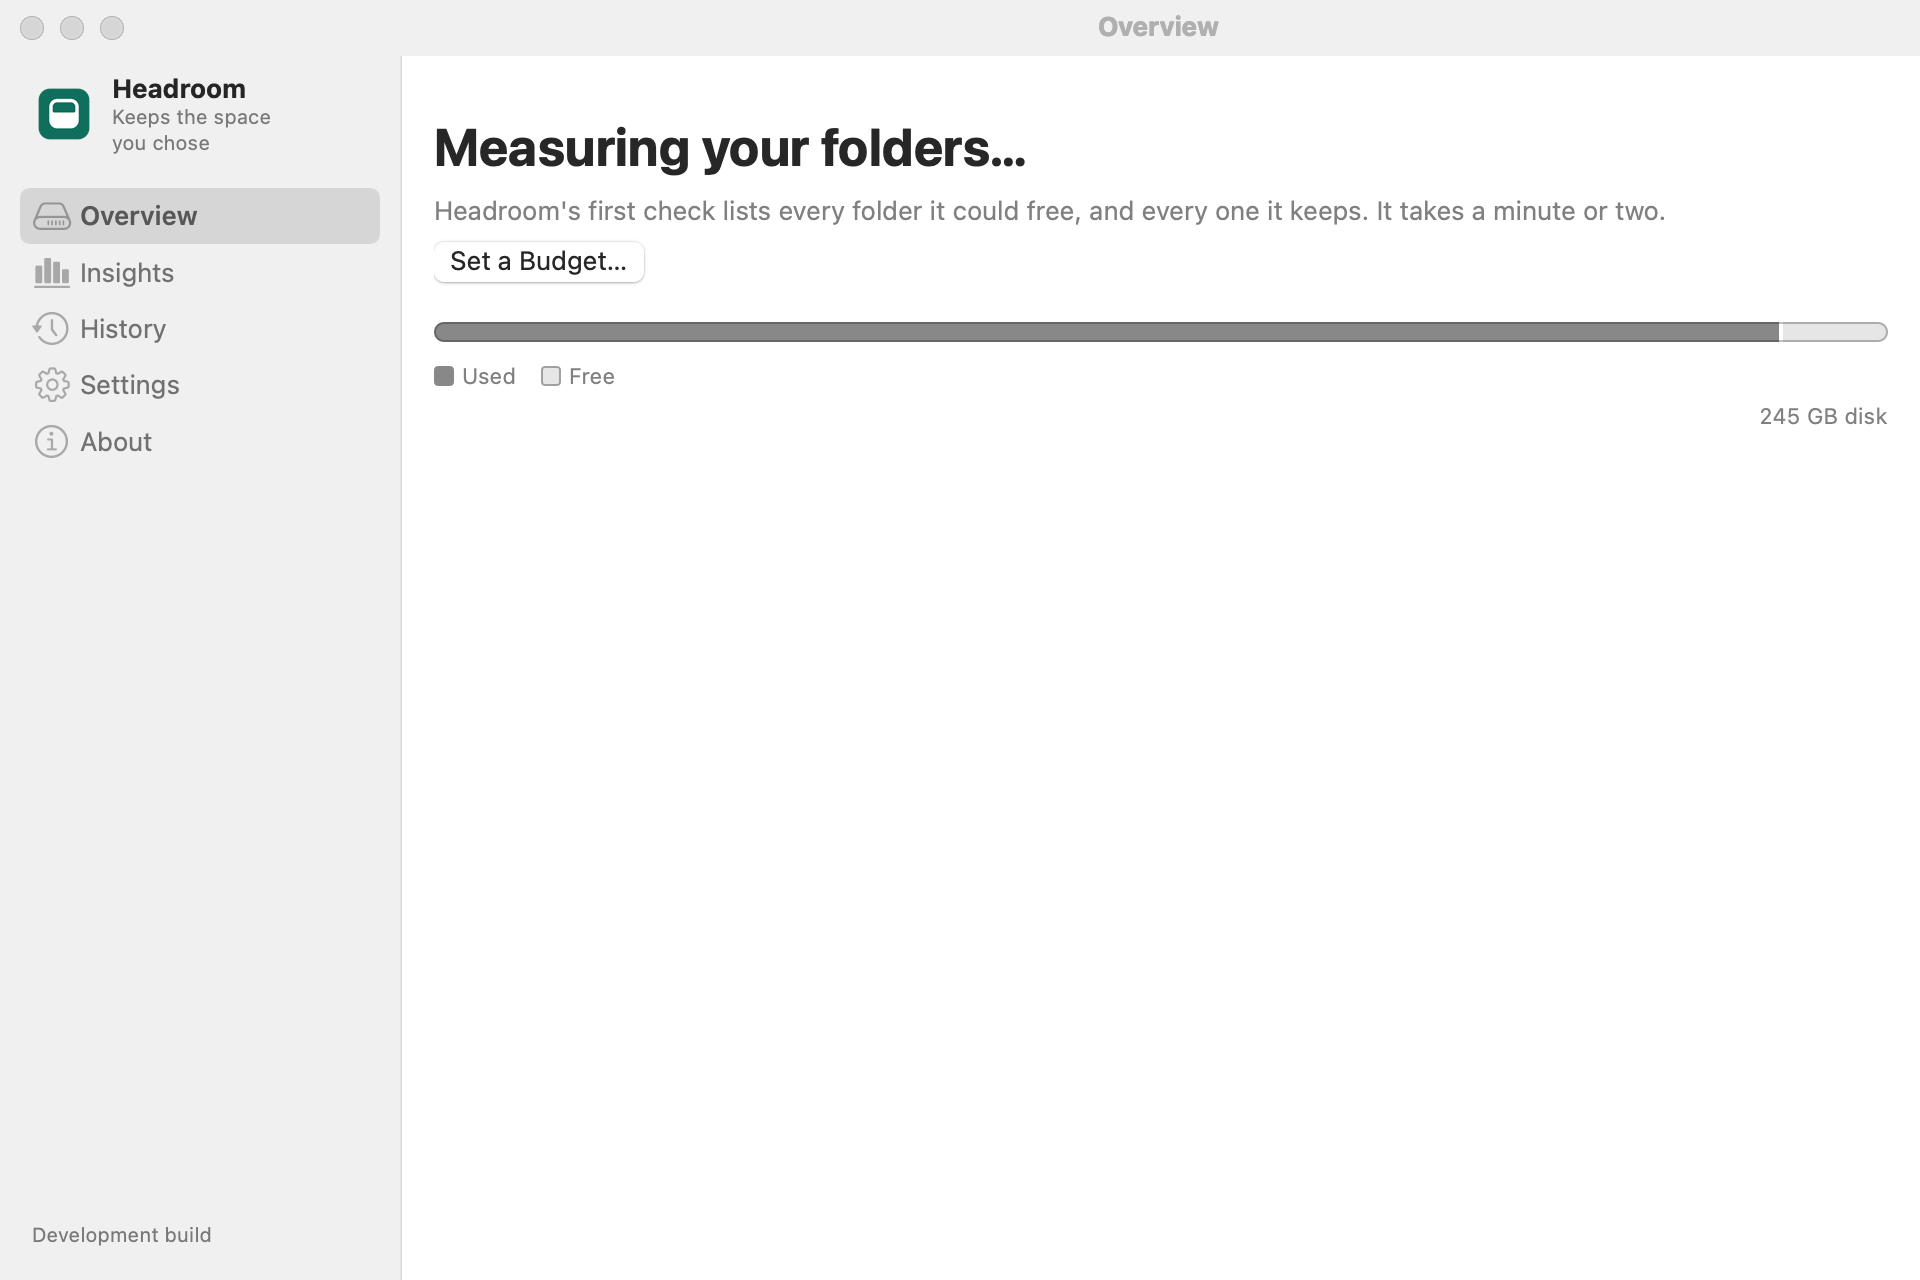 Overview
Headroom
Keeps the space
you chose
Overview
Insights
History
Settings
About
Development build
Measuring your folders…
Headroom's first check lists every folder it could free, and every one it keeps. It takes a minute or two.
Set a Budget…
Used Free
245 GB disk